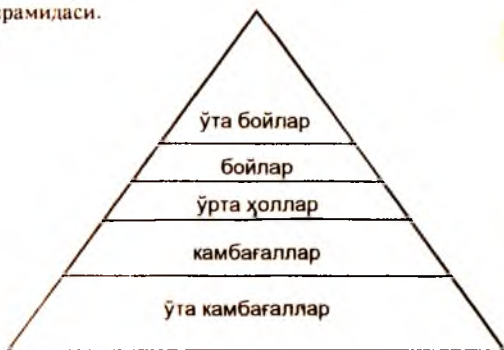 рамидаси.
ўта бойлар
бойлар
ўрта ҳоллар
камбағаллар
ўта камбағаллар